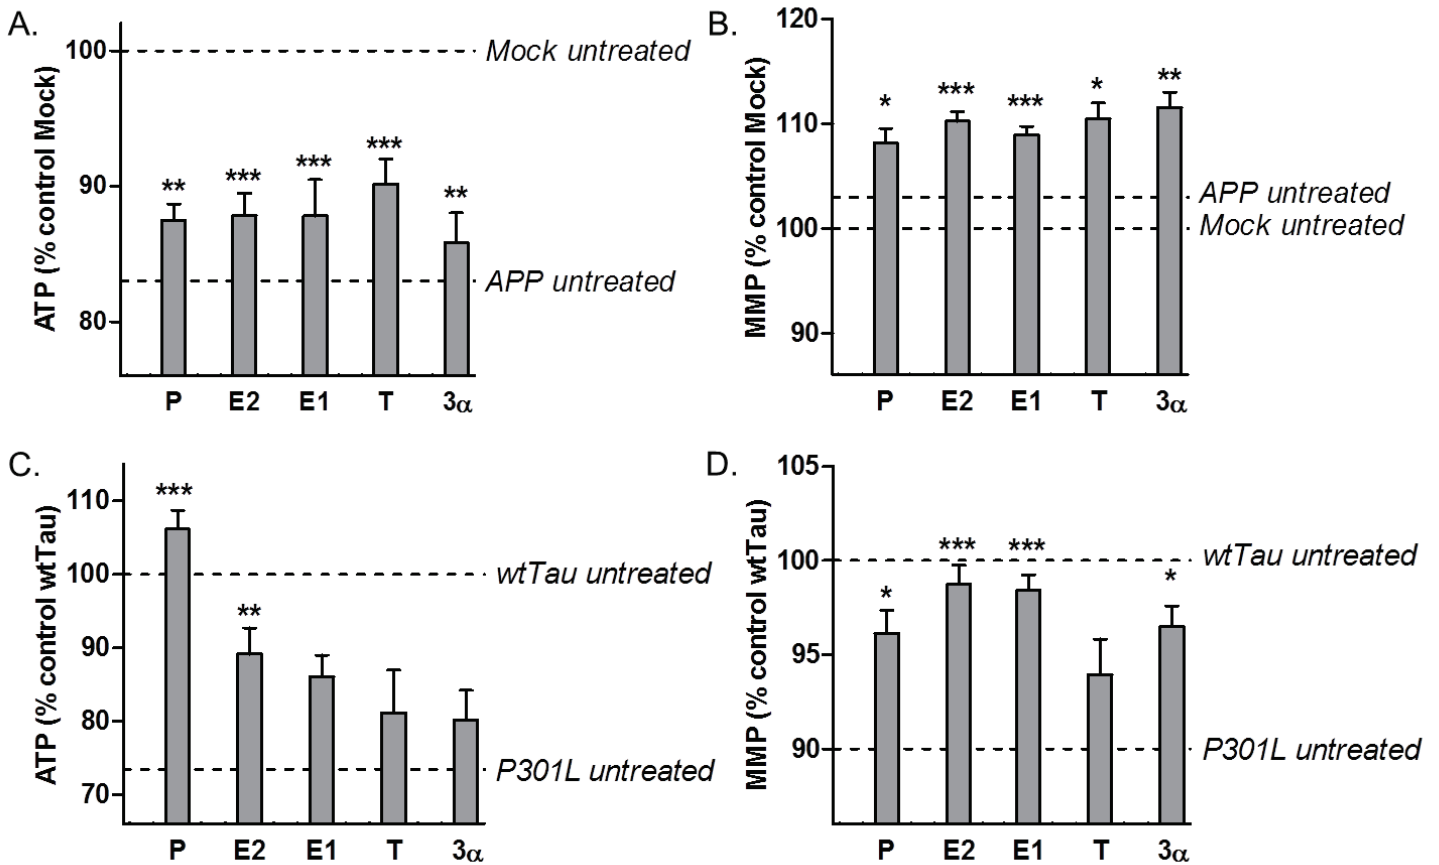 A.
ATP (% control Mock)
100
90
80
Mock untreated
APP untreated
** *** *** *** **
P E2 E1 T 3α
B.
MMP (% control Mock)
120
110
100
90
APP untreated
Mock untreated
* *** *** * **
P E2 E1 T 3α
C.
ATP (% control wtTau)
110
100
90
80
70
wtTau untreated
P301L untreated
*** **
P E2 E1 T 3α
D.
MMP (% control wtTau)
105
100
95
90
wtTau untreated
P301L untreated
* *** *** *
P E2 E1 T 3α